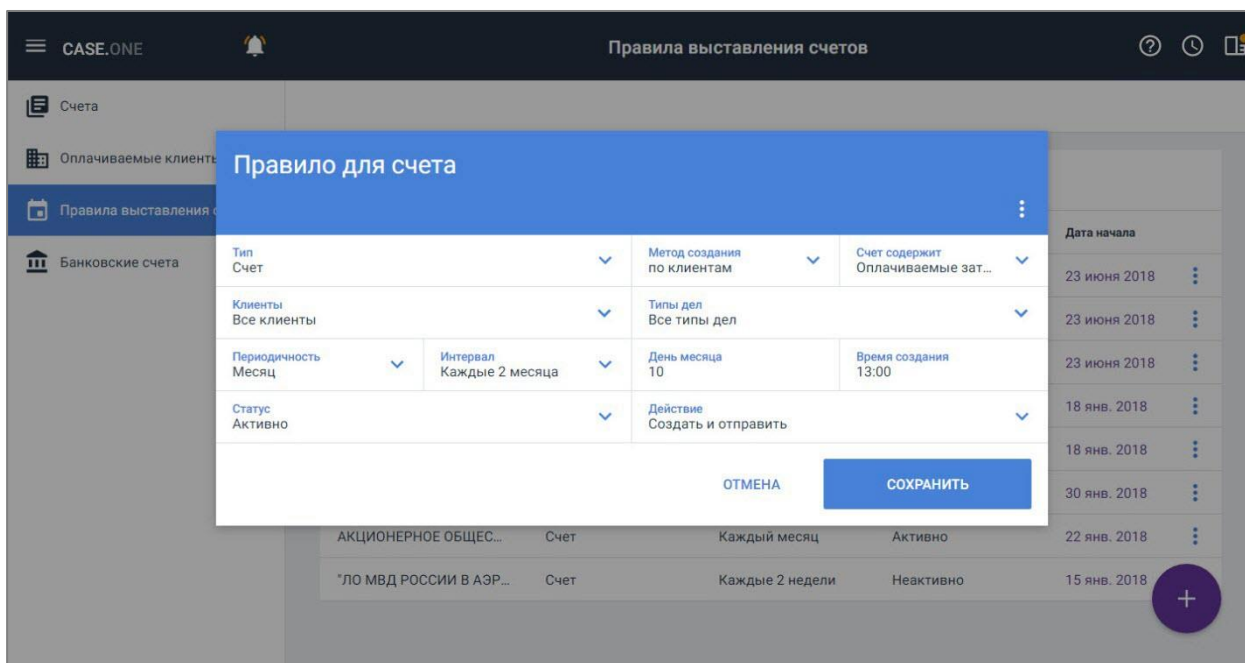 CASE.ONE
Правила выставления счетов
Счета
Оплачиваемые клиенты
Правила выставления
Банковские счета
Правило для счета
Дата начала
Тип
Счет
Метод создания
по клиентам
Счет содержит
Оплачиваемые зат...
23 июня 2018
Клиенты
Все клиенты
Типы дел
Все типы дел
23 июня 2018
Периодичность
Месяц
Интервал
Каждые 2 месяца
День месяца
10
Время создания
13:00
23 июня 2018
Статус
Активно
Действие
Создать и отправить
18 янв. 2018
18 янв. 2018
ОТМЕНА
СОХРАНИТЬ
30 янв. 2018
АКЦИОНЕРНОЕ ОБЩЕС... Счет Каждый месяц Активно 22 янв. 2018
"ЛО МВД РОССИИ В АЭР... Счет Каждые 2 недели Неактивно 15 янв. 2018